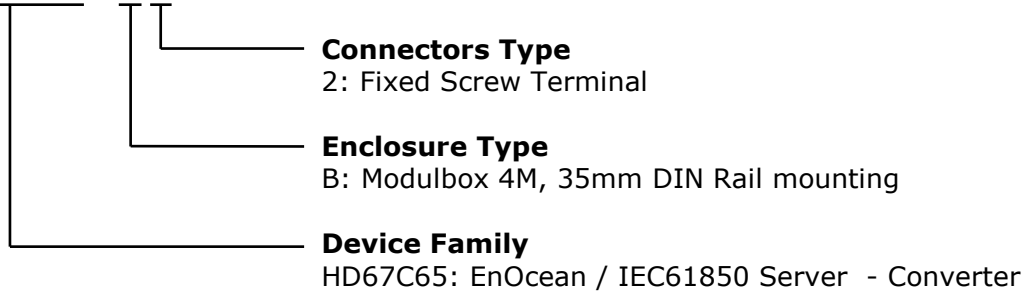 Connectors Type
2: Fixed Screw Terminal
Enclosure Type
B: Modulbox 4M, 35mm DIN Rail mounting
Device Family
HD67C65: EnOcean / IEC61850 Server  - Converter